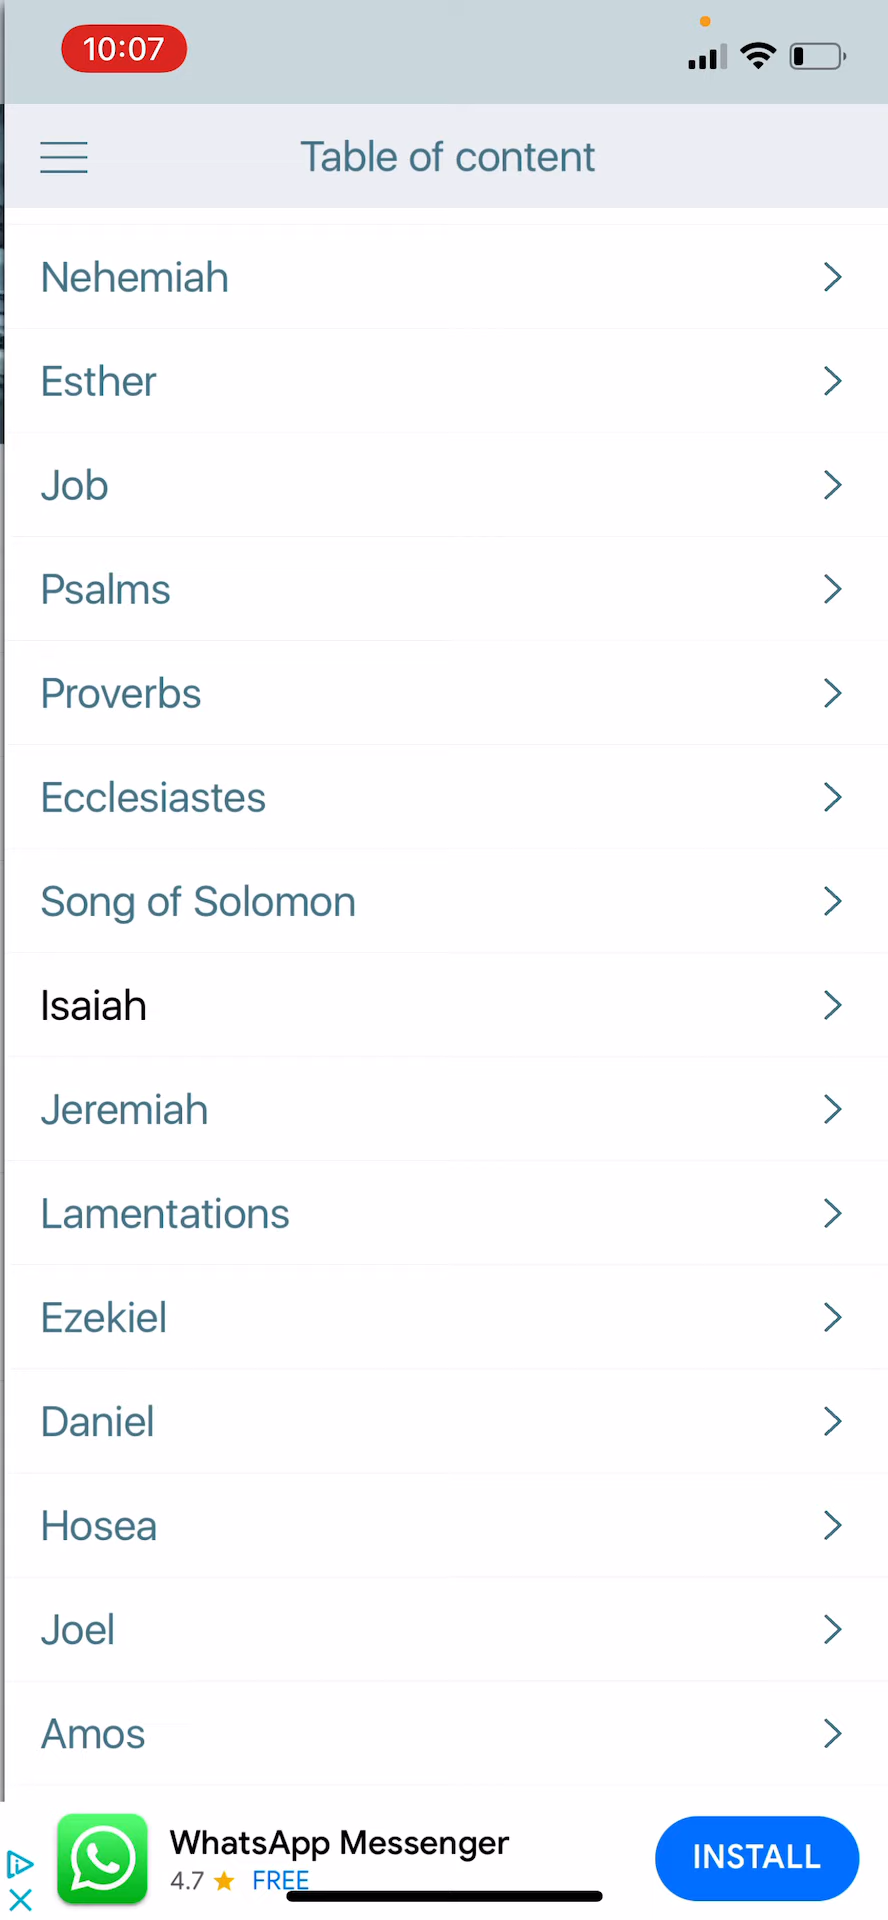 10:07
Table of content
Nehemiah
Esther
Job
Psalms
Proverbs
Ecclesiastes
Song of Solomon
Isaiah
Jeremiah
Lamentations
Ezekiel
Daniel
Hosea
Joel
Amos
WhatsApp Messenger
4.7 ★ FREE
INSTALL